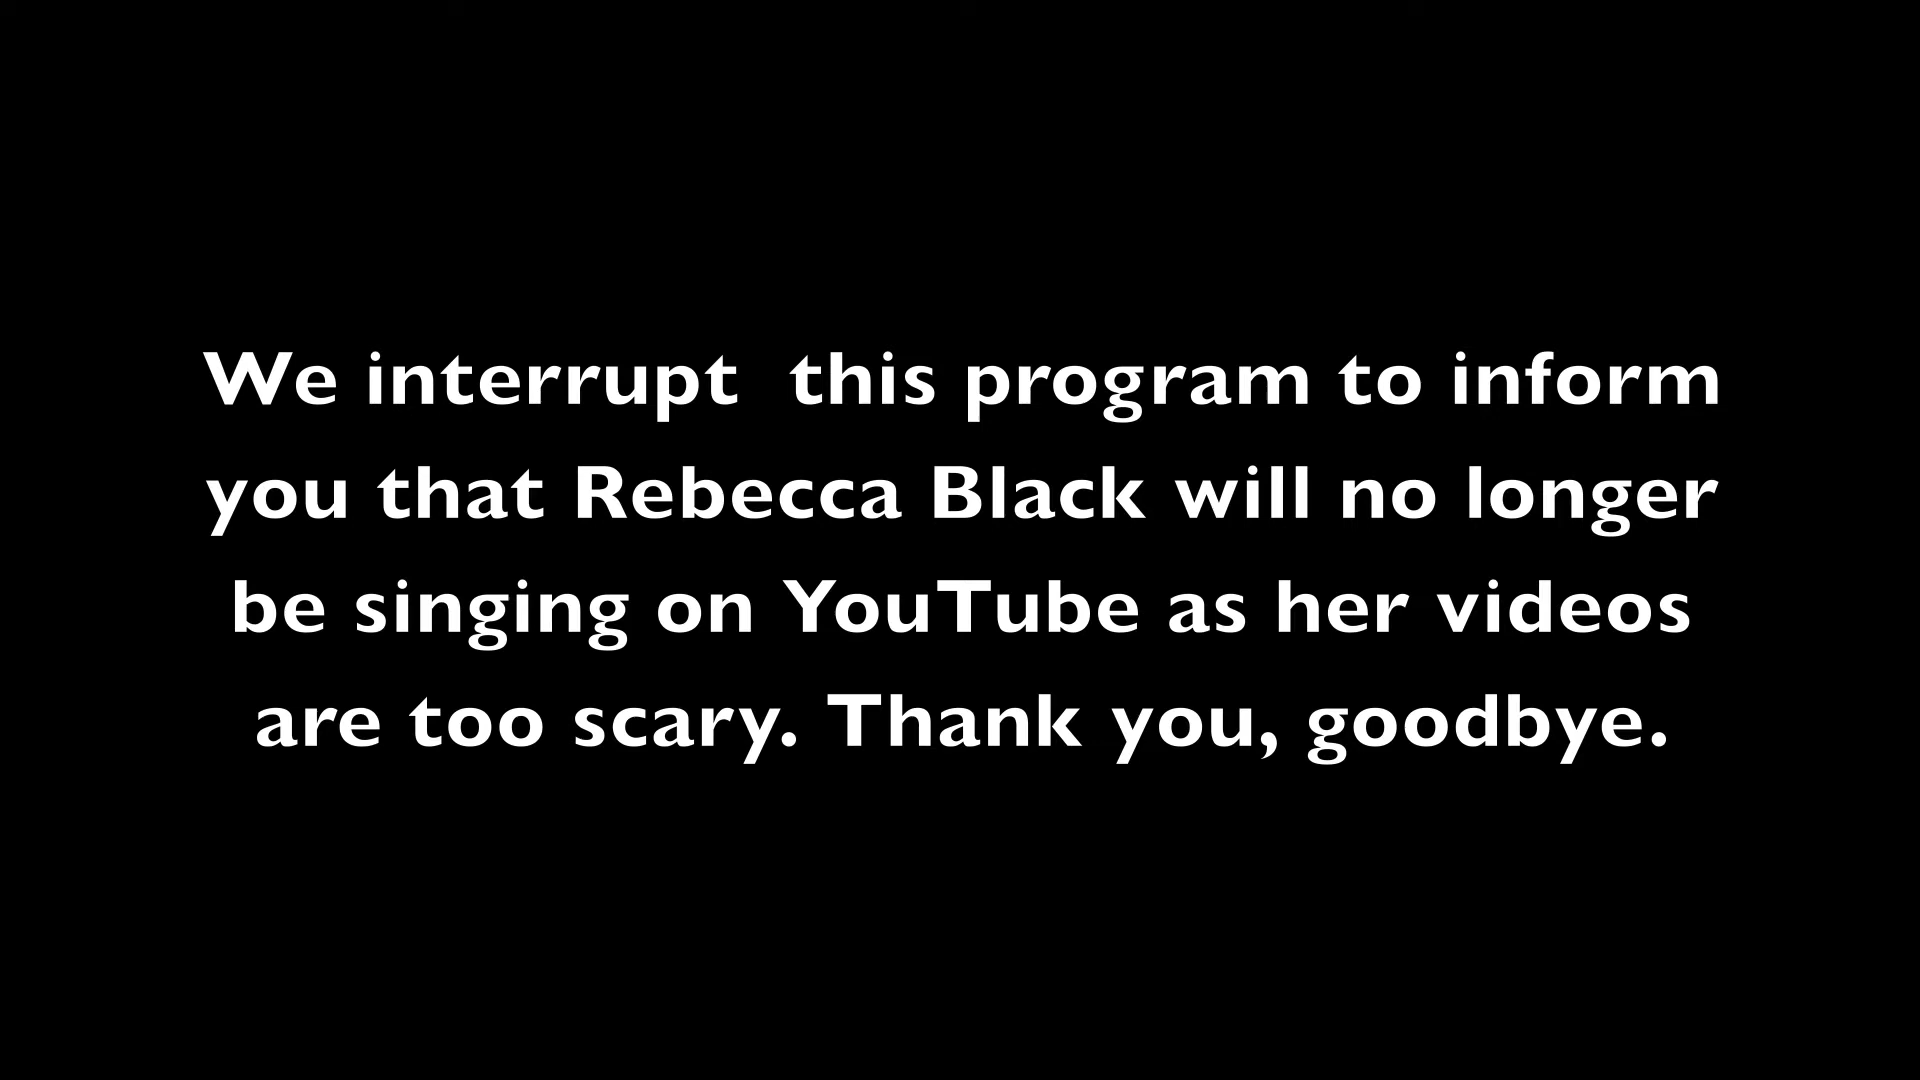 We interrupt  this program to inform
you that Rebecca Black will no longer
be singing on YouTube as her videos
are too scary. Thank you, goodbye.